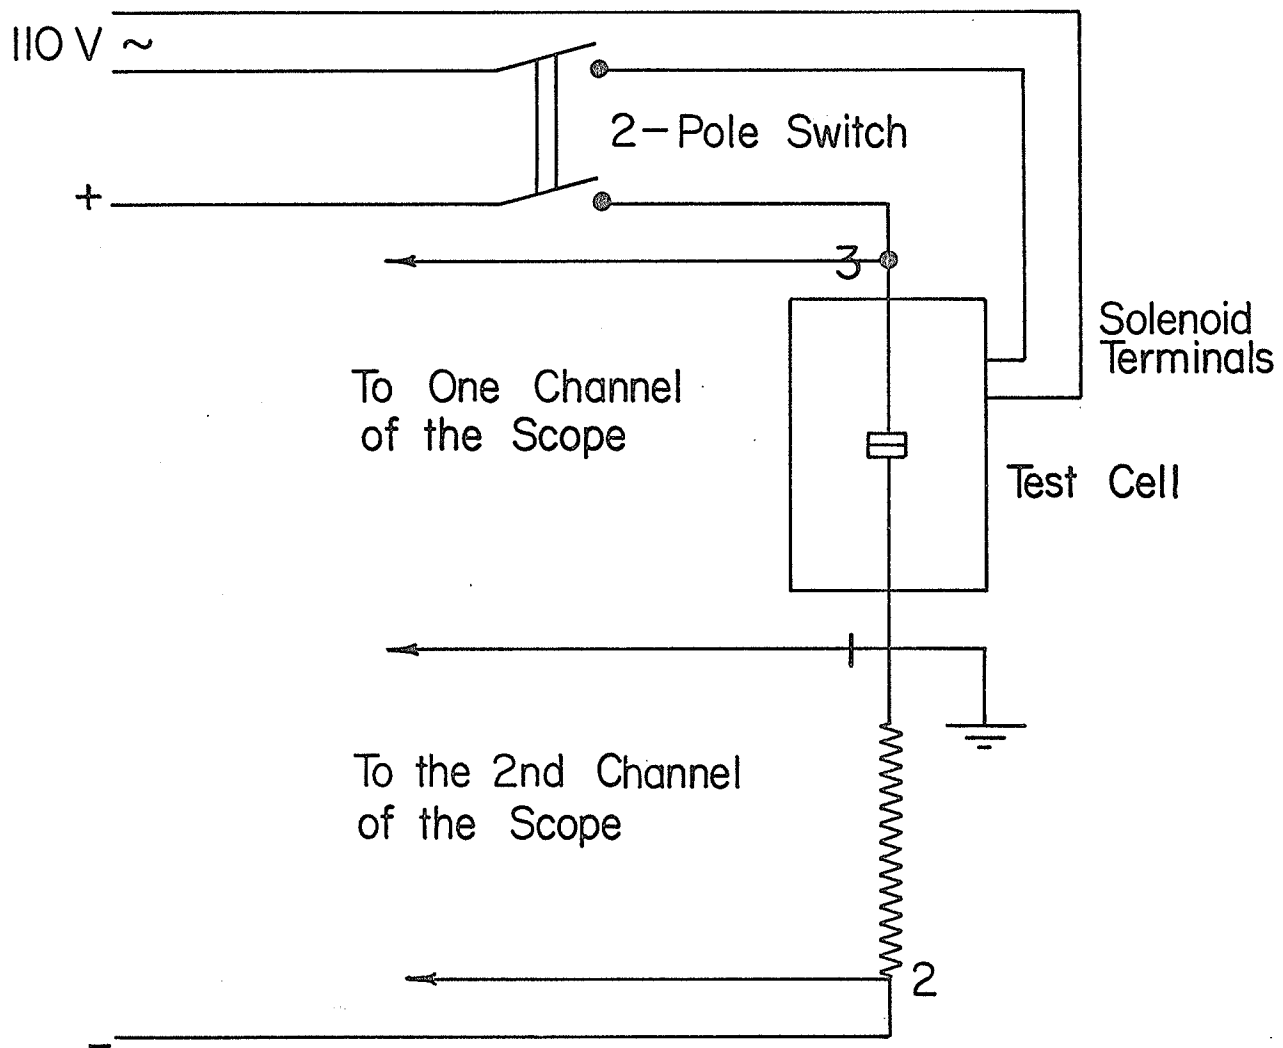 110 V ~
2-Pole Switch
+
3
Solenoid
Terminals
To One Channel
of the Scope
Test Cell
1
To the 2nd Channel
of the Scope
2
-